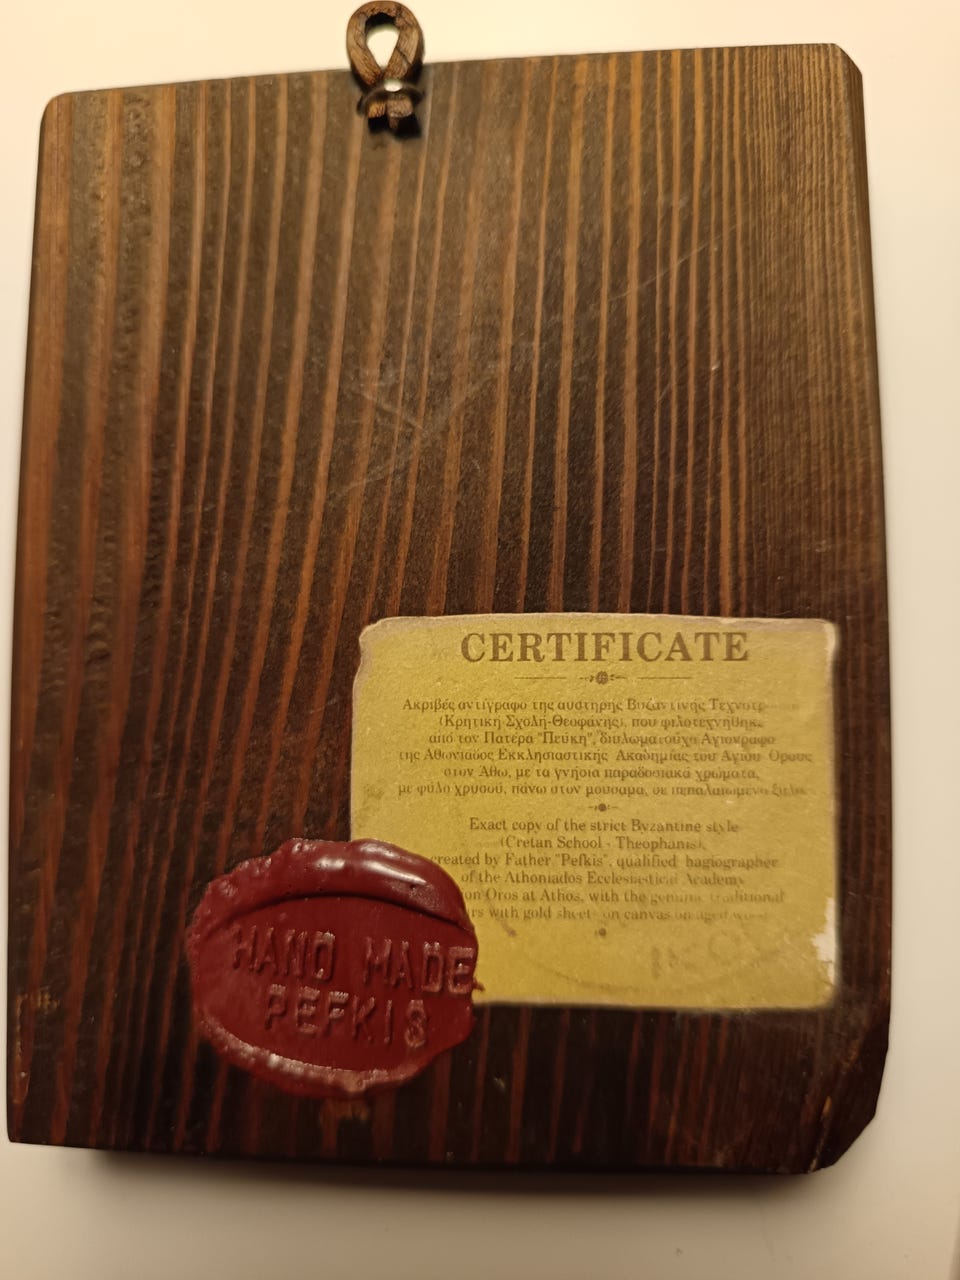 CERTIFICATE
Ακριβές αντίγραφο της αυστηρής Βυζαντινής
(Κρητική Σχολή-Θεοφάνης), που φιλοτεχνήθηκε
από τον Πατέρα "Πεύκη", διπλωματούχο Αγιογράφο
της Αθωνιάδος Εκκλησιαστικής Ακαδημίας του Αγίου Όρους
στον Άθω, με τα γνήσια παραδοσιακά χρώματα,
με φύλο χρυσού, πάνω στον μουσαμά, σε πεπαλαιωμένο
Exact copy of the strict Byzantine style
(Cretan School - Theophanis),
created by Father "Pefkis", qualified hagiographer
of the Athoniados Ecclesiastical Academy
Oros at Athos, with the genuine traditional
with gold sheet on canvas on aged wood
HAND MADE
PEFKIS